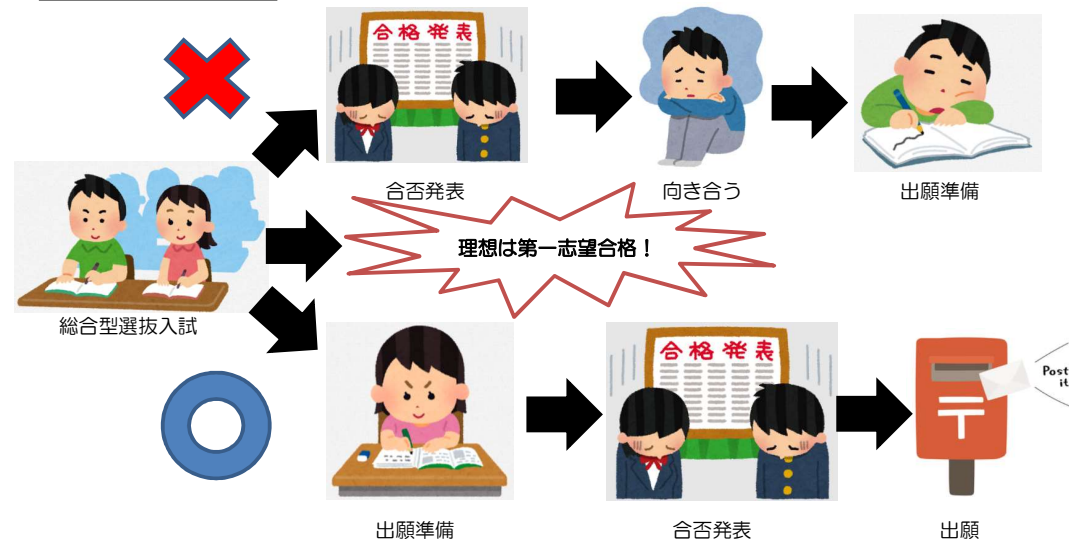 合格発表
合否発表
向き合う
出願準備
理想は第一志望合格！
総合型選抜入試
合格発表
Post
it
出願準備
合否発表
出願